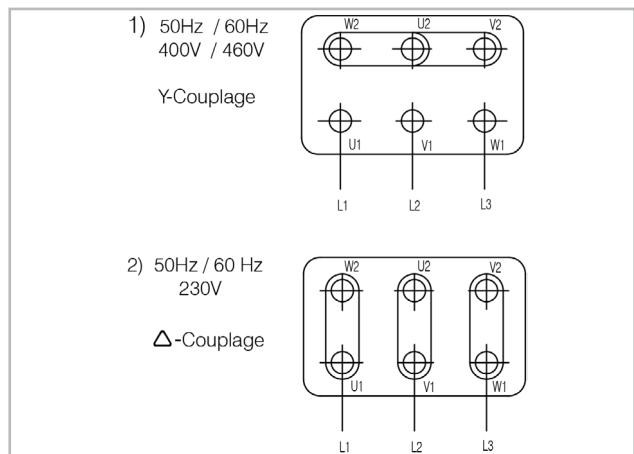 1) 50Hz / 60Hz
400V / 460V
Y-Couplage
W2 U2 V2
U1 V1 W1
L1 L2 L3
2) 50Hz / 60 Hz
230V
△-Couplage
W2 U2 V2
U1 V1 W1
L1 L2 L3